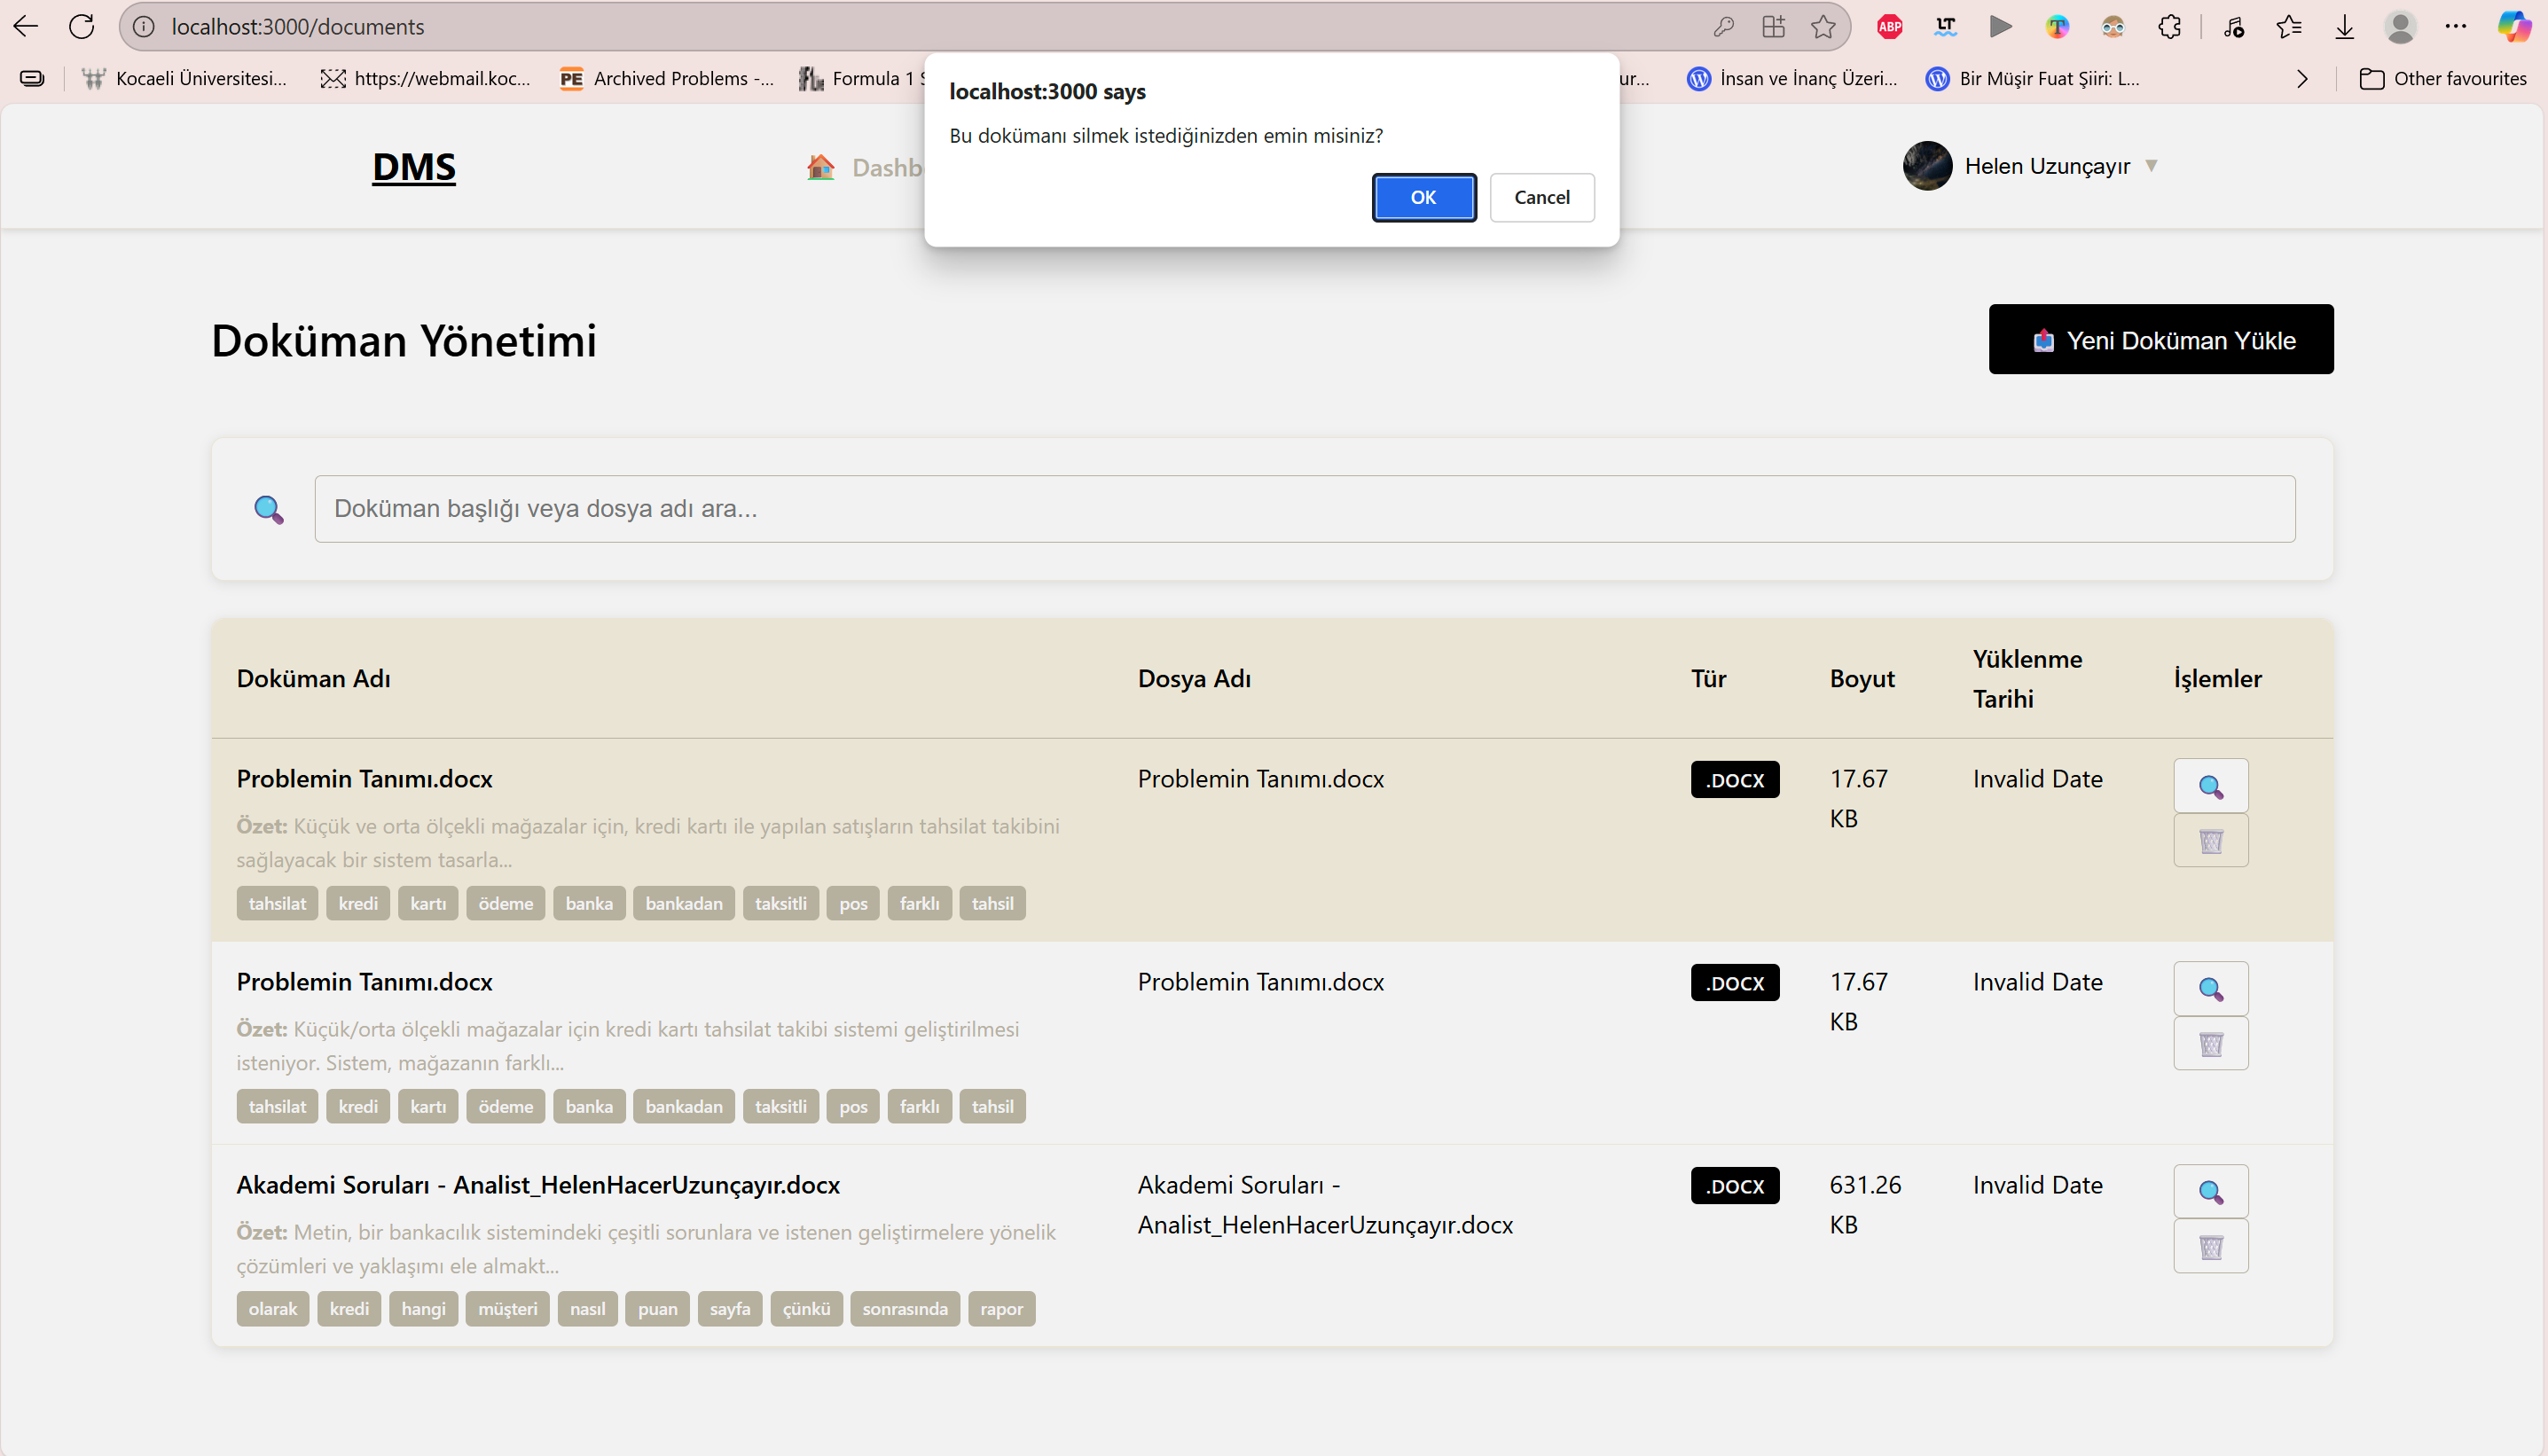 localhost:3000/documents
ABP
LT
T
Kocaeli Üniversitesi...
https://webmail.koc...
PE Archived Problems -...
Formula 1
ur...
İnsan ve İnanç Üzeri...
Bir Müşir Fuat Şiiri: L...
Other favourites
localhost:3000 says
Bu dokümanı silmek istediğinizden emin misiniz?
OK
Cancel
DMS
Dashb
Helen Uzunçayır
Doküman Yönetimi
Yeni Doküman Yükle
Doküman başlığı veya dosya adı ara...
Doküman Adı
Dosya Adı
Tür
Boyut
Yüklenme
Tarihi
İşlemler
Problemin Tanımı.docx
Özet: Küçük ve orta ölçekli mağazalar için, kredi kartı ile yapılan satışların tahsilat takibini
sağlayacak bir sistem tasarla...
tahsilat kredi kartı ödeme banka bankadan taksitli pos farklı tahsil
Problemin Tanımı.docx
.DOCX
17.67
KB
Invalid Date
Problemin Tanımı.docx
Özet: Küçük/orta ölçekli mağazalar için kredi kartı tahsilat takibi sistemi geliştirilmesi
isteniyor. Sistem, mağazanın farklı...
tahsilat kredi kartı ödeme banka bankadan taksitli pos farklı tahsil
Problemin Tanımı.docx
.DOCX
17.67
KB
Invalid Date
Akademi Soruları - Analist_HelenHacerUzunçayır.docx
Özet: Metin, bir bankacılık sistemindeki çeşitli sorunlara ve istenen geliştirmelere yönelik
çözümleri ve yaklaşımı ele almakt...
olarak kredi hangi müşteri nasıl puan sayfa çünkü sonrasında rapor
Akademi Soruları -
Analist_HelenHacerUzunçayır.docx
.DOCX
631.26
KB
Invalid Date